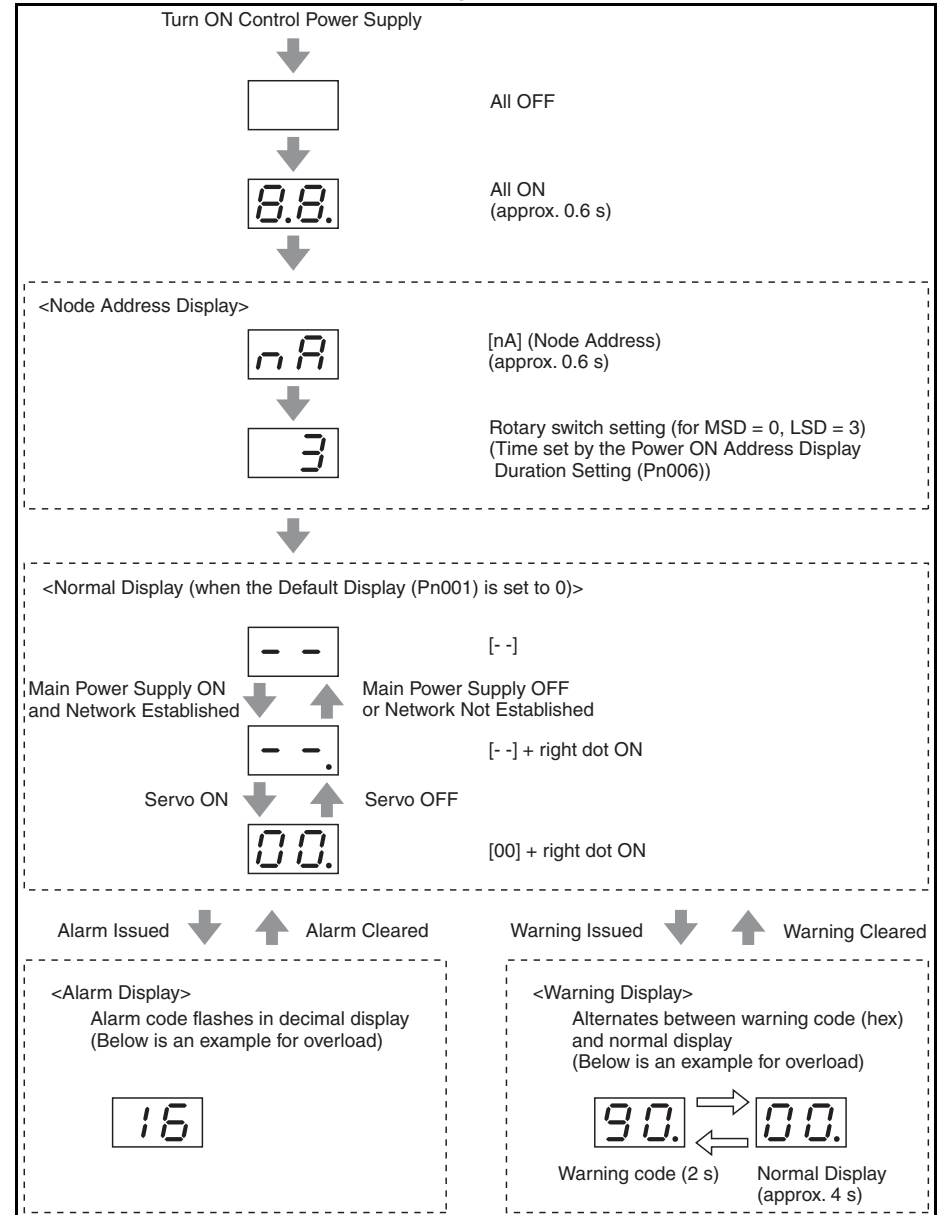 Turn ON Control Power Supply
All OFF
8.8.
All ON
(approx. 0.6 s)
<Node Address Display>
nA
[nA] (Node Address)
(approx. 0.6 s)
3
Rotary switch setting (for MSD = 0, LSD = 3)
(Time set by the Power ON Address Display
Duration Setting (Pn006))
<Normal Display (when the Default Display (Pn001) is set to 0)>
- -
[- -]
Main Power Supply ON
and Network Established
Main Power Supply OFF
or Network Not Established
- -.
[- -] + right dot ON
Servo ON
Servo OFF
00.
[00] + right dot ON
Alarm Issued
Alarm Cleared
Warning Issued
Warning Cleared
<Alarm Display>
Alarm code flashes in decimal display
(Below is an example for overload)
16
<Warning Display>
Alternates between warning code (hex)
and normal display
(Below is an example for overload)
90.
00.
Warning code (2 s)
Normal Display
(approx. 4 s)